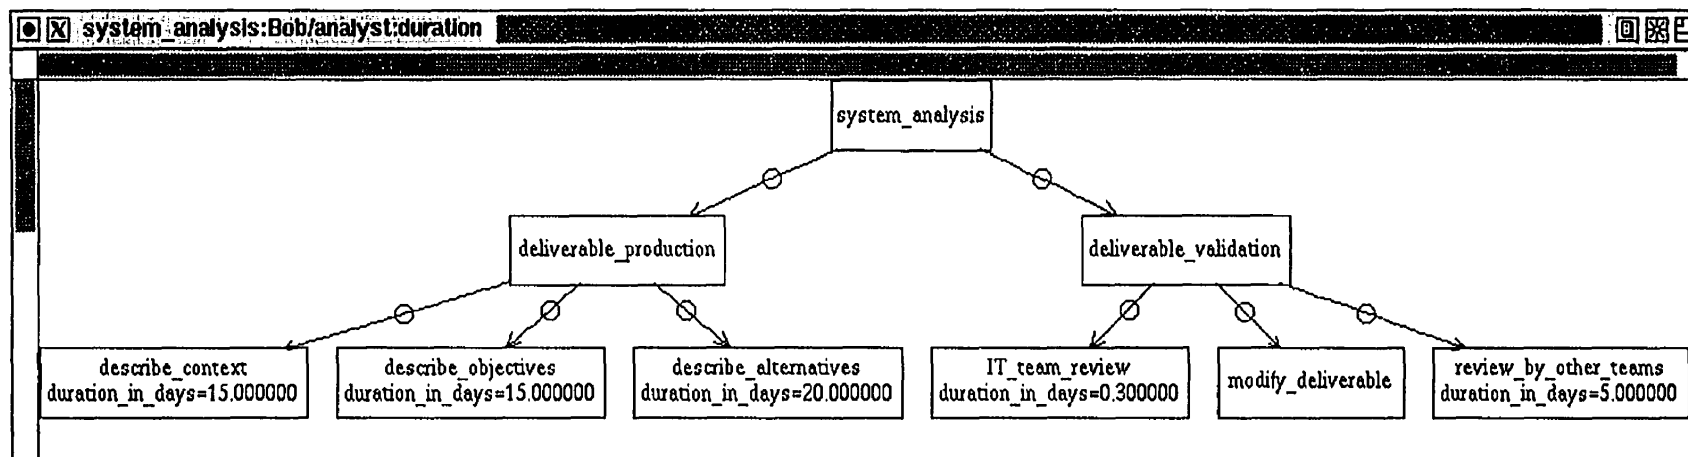 system_analysis:Bob/analyst:duration
system_analysis
deliverable_production
deliverable_validation
describe_context
duration_in_days=15.000000
describe_objectives
duration_in_days=15.000000
describe_alternatives
duration_in_days=20.000000
IT_team_review
duration_in_days=0.300000
modify_deliverable
review_by_other_teams
duration_in_days=5.000000